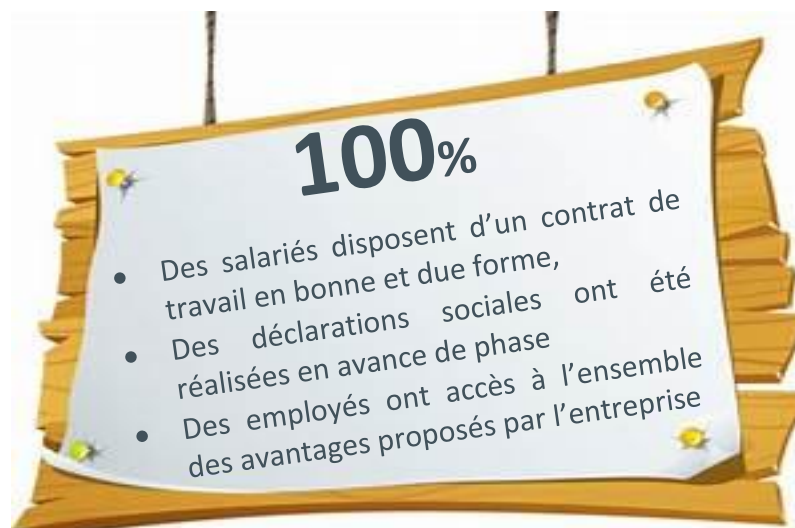 100%
• Des salariés disposent d’un contrat de
travail en bonne et due forme,
• Des déclarations sociales ont été
réalisées en avance de phase
• Des employés ont accès à l’ensemble
des avantages proposés par l’entreprise